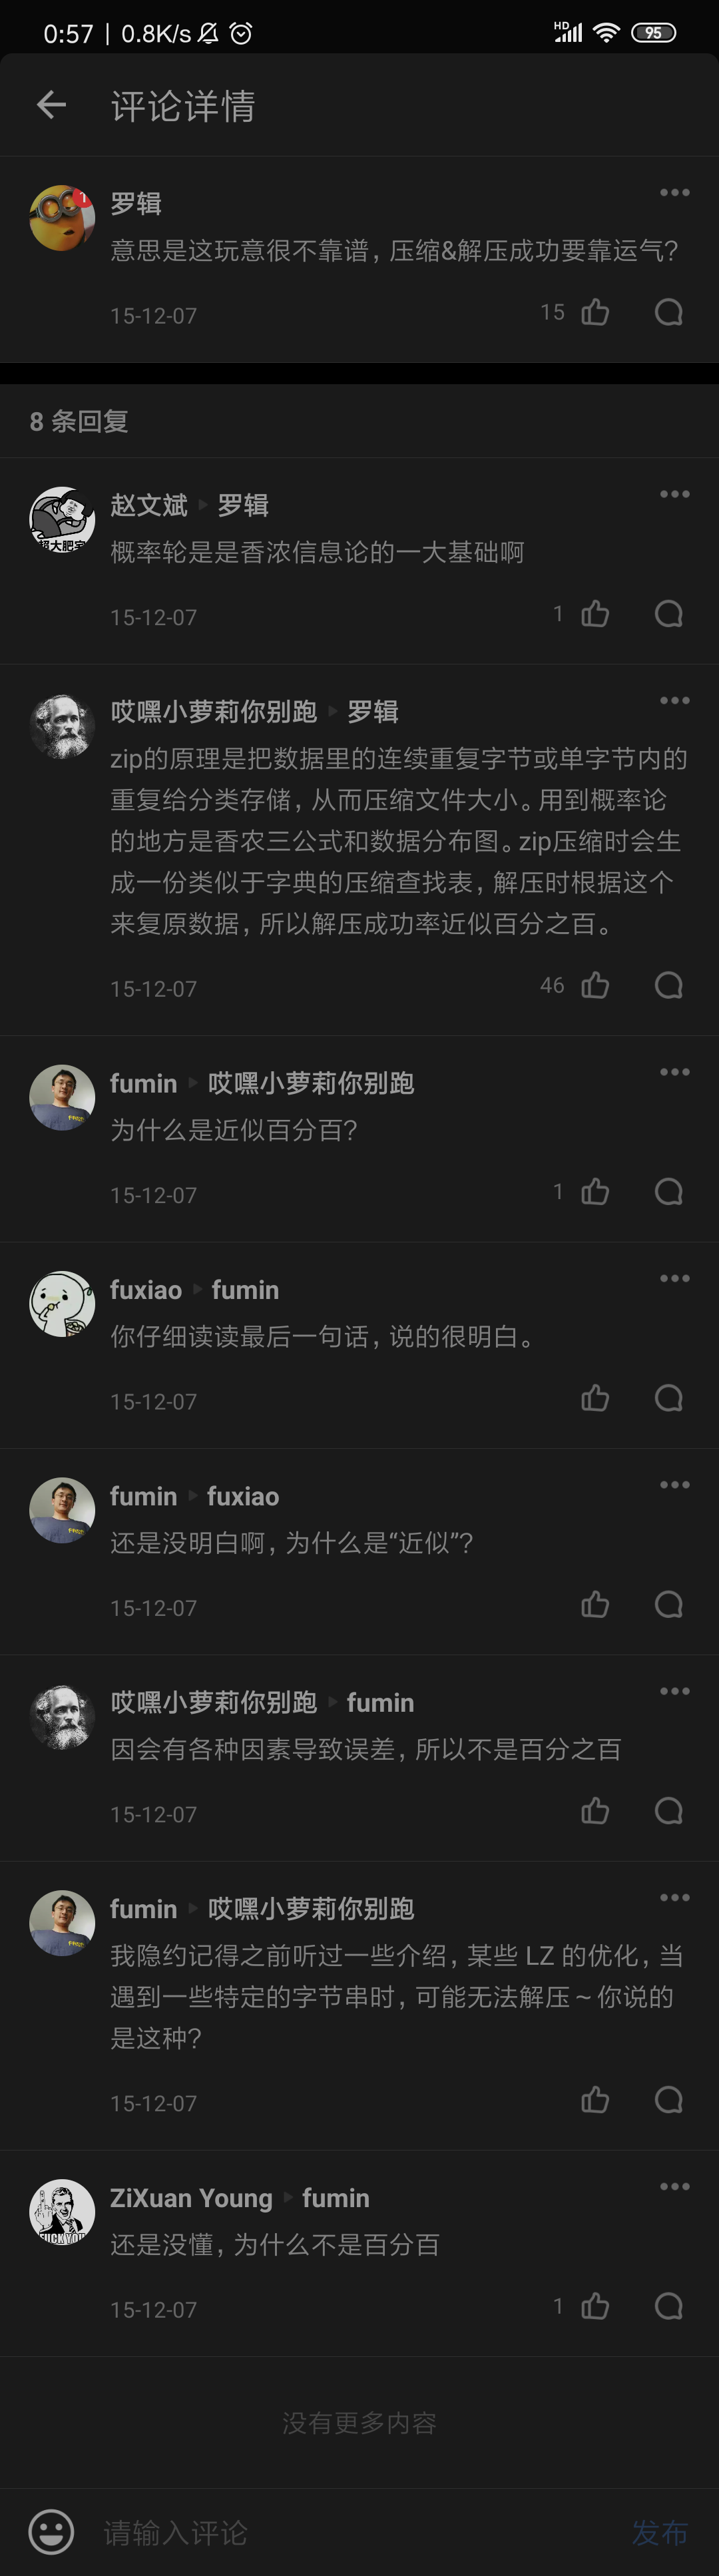 0:57 | 0.8K/s HD 95
评论详情
1
罗辑
意思是这玩意很不靠谱，压缩&解压成功要靠运气？
15-12-07 15
8 条回复
赵文斌 罗辑
概率轮是是香浓信息论的一大基础啊
超大肥宅
15-12-07 1
哎嘿小萝莉你别跑 罗辑
zip的原理是把数据里的连续重复字节或单字节内的
重复给分类存储，从而压缩文件大小。用到概率论
的地方是香农三公式和数据分布图。zip压缩时会生
成一份类似于字典的压缩查找表，解压时根据这个
来复原数据，所以解压成功率近似百分之百。
15-12-07 46
fumin 哎嘿小萝莉你别跑
为什么是近似百分百？
15-12-07 1
fuxiao fumin
你仔细读读最后一句话，说的很明白。
15-12-07
fumin fuxiao
还是没明白啊，为什么是“近似”？
15-12-07
哎嘿小萝莉你别跑 fumin
因会有各种因素导致误差，所以不是百分之百
15-12-07
fumin 哎嘿小萝莉你别跑
我隐约记得之前听过一些介绍，某些 LZ 的优化，当
遇到一些特定的字节串时，可能无法解压～你说的
是这种？
15-12-07
ZiXuan Young fumin
还是没懂，为什么不是百分百
FUCK YOU
15-12-07 1
没有更多内容
请输入评论 发布